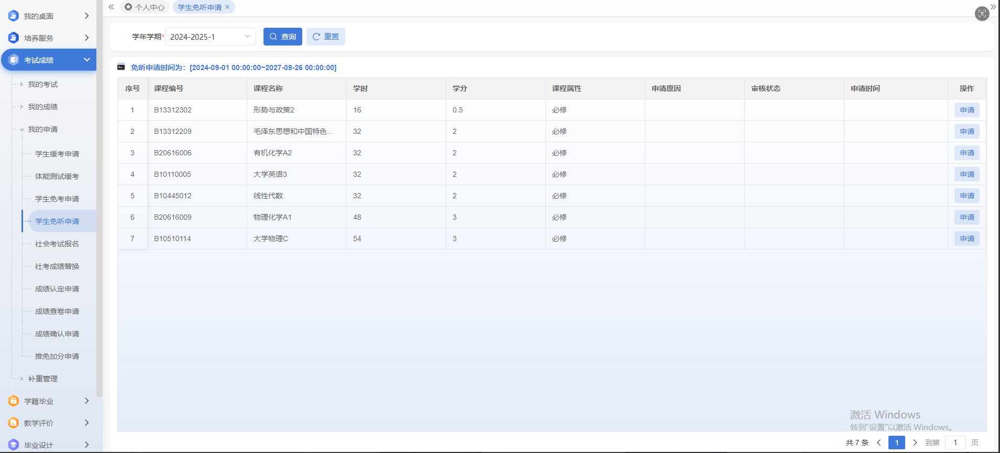 我的桌面
培养服务
考试成绩
我的考试
我的成绩
我的申请
学生缓考申请
体能测试缓考
学生免考申请
学生免听申请
社会考试报名
社考成绩替换
成绩认定申请
成绩查卷申请
成绩确认申请
推免加分申请
补重管理
学籍毕业
教学评价
毕业设计
个人中心 学生免听申请
学年学期* 2024-2025-1 查询 重置
免听申请时间为：[2024-09-01 00:00:00~2027-09-26 00:00:00]
序号 课程编号 课程名称 学时 学分 课程属性 申请原因 审核状态 申请时间 操作
1 B13312302 形势与政策2 16 0.5 必修 申请
2 B13312209 毛泽东思想和中国特色... 32 2 必修 申请
3 B20616006 有机化学A2 32 2 必修 申请
4 B10110005 大学英语3 32 2 必修 申请
5 B10445012 线性代数 32 2 必修 申请
6 B20616009 物理化学A1 48 3 必修 申请
7 B10510114 大学物理C 54 3 必修 申请
激活 Windows
转到“设置”以激活 Windows。
共 7 条 1 到第 1 页